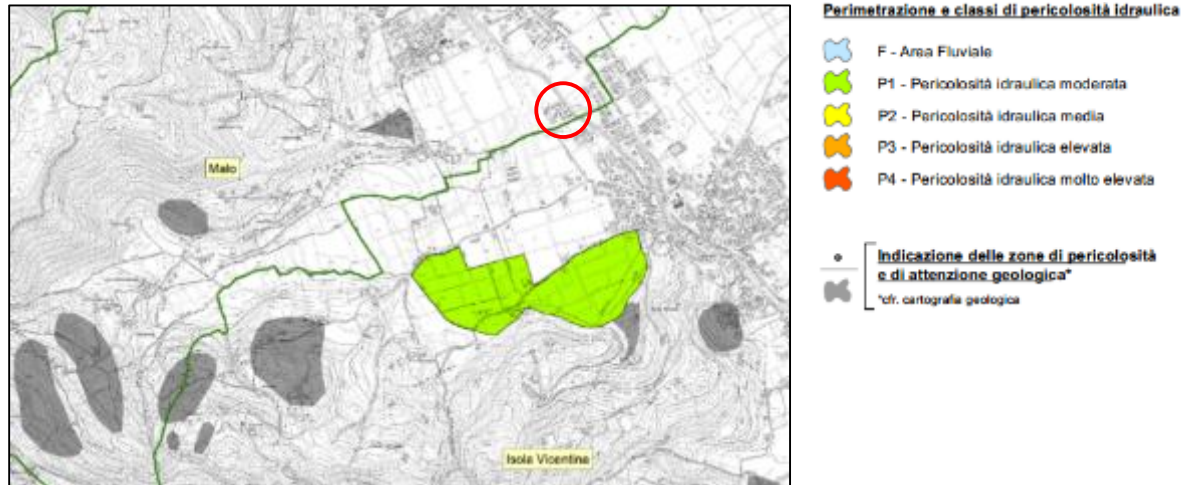 Malo
Isola Vicentina
Perimetrazione e classi di pericolosità idraulica
F - Area Fluviale
P1 - Pericolosità idraulica moderata
P2 - Pericolosità idraulica media
P3 - Pericolosità idraulica elevata
P4 - Pericolosità idraulica molto elevata
Indicazione delle zone di pericolosità
e di attenzione geologica*
*cfr. cartografia geologica